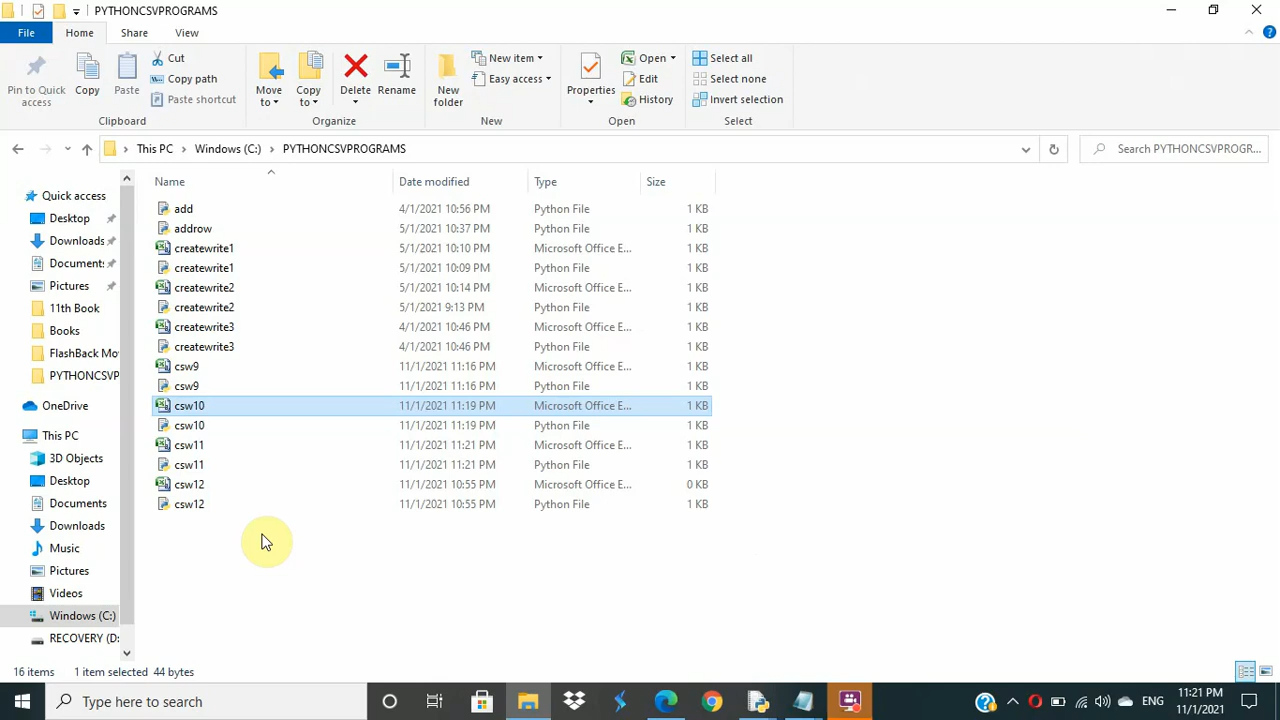 PYTHONCSVPROGRAMS
File Home Share View
Pin to Quick access
Copy
Paste
Cut
Copy path
Paste shortcut
Move to
Copy to
Delete
Rename
New folder
New item
Easy access
Properties
Open
Edit
History
Select all
Select none
Invert selection
Clipboard Organize New Open Select
This PC Windows (C:) PYTHONCSVPROGRAMS Search PYTHONCSVPROGR...
Name Date modified Type Size
Quick access
Desktop
Downloads
Documents
Pictures
11th Book
Books
FlashBack Mo
PYTHONCSVP
OneDrive
This PC
3D Objects
Desktop
Documents
Downloads
Music
Pictures
Videos
Windows (C:)
RECOVERY (D:
add 4/1/2021 10:56 PM Python File 1 KB
addrow 5/1/2021 10:37 PM Python File 1 KB
createwrite1 5/1/2021 10:10 PM Microsoft Office E... 1 KB
createwrite1 5/1/2021 10:09 PM Python File 1 KB
createwrite2 5/1/2021 10:14 PM Microsoft Office E... 1 KB
createwrite2 5/1/2021 9:13 PM Python File 1 KB
createwrite3 4/1/2021 10:46 PM Microsoft Office E... 1 KB
createwrite3 4/1/2021 10:46 PM Python File 1 KB
csw9 11/1/2021 11:16 PM Microsoft Office E... 1 KB
csw9 11/1/2021 11:16 PM Python File 1 KB
csw10 11/1/2021 11:19 PM Microsoft Office E... 1 KB
csw10 11/1/2021 11:19 PM Python File 1 KB
csw11 11/1/2021 11:21 PM Microsoft Office E... 1 KB
csw11 11/1/2021 11:21 PM Python File 1 KB
csw12 11/1/2021 10:55 PM Microsoft Office E... 0 KB
csw12 11/1/2021 10:55 PM Python File 1 KB
16 items 1 item selected 44 bytes
Type here to search
ENG
11:21 PM
11/1/2021